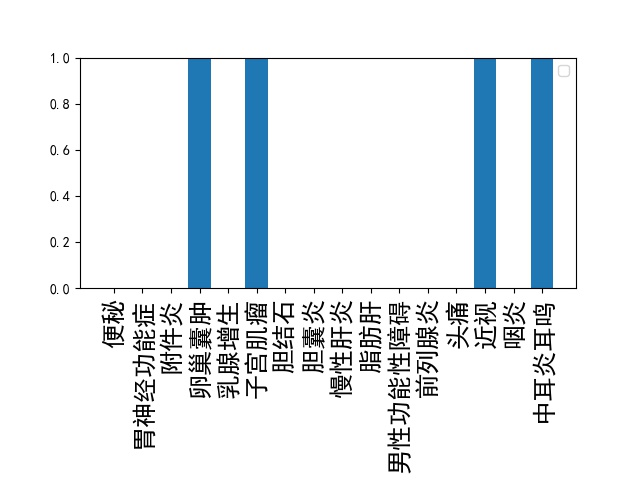 1.0
0.8
0.6
0.4
0.2
0.0
便秘
胃神经功能症
附件炎
卵巢囊肿
乳腺增生
子宫肌瘤
胆结石
胆囊炎
慢性肝炎
脂肪肝
男性功能性障碍
前列腺炎
头痛
近视
咽炎
中耳炎耳鸣